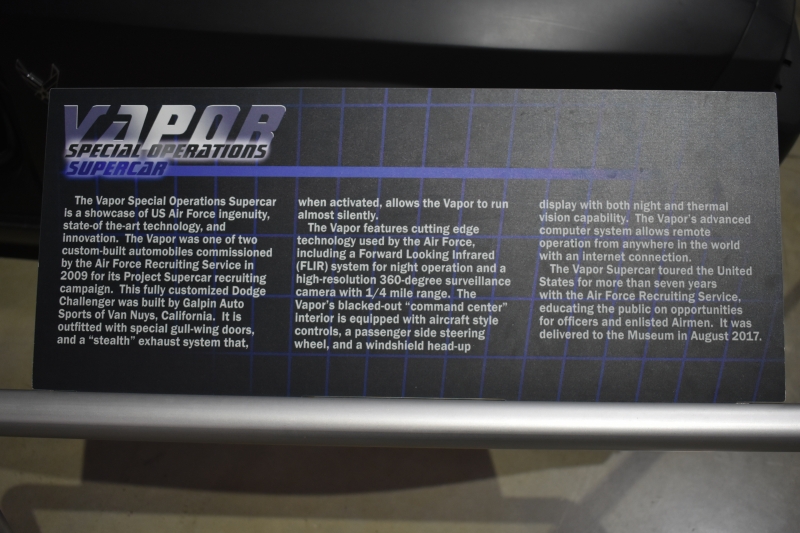 VAPOR
SPECIAL OPERATIONS
SUPERCAR
The Vapor Special Operations Supercar
is a showcase of US Air Force ingenuity,
state-of the-art technology, and
innovation. The Vapor was one of two
custom-built automobiles commissioned
by the Air Force Recruiting Service in
2009 for its Project Supercar recruiting
campaign. This fully customized Dodge
Challenger was built by Galpin Auto
Sports of Van Nuys, California. It is
outfitted with special gull-wing doors,
and a “stealth” exhaust system that,
when activated, allows the Vapor to run
almost silently.
The Vapor features cutting edge
technology used by the Air Force,
including a Forward Looking Infrared
(FLIR) system for night operation and a
high-resolution 360-degree surveillance
camera with 1/4 mile range. The
Vapor's blacked-out “command center”
interior is equipped with aircraft style
controls, a passenger side steering
wheel, and a windshield head-up
display with both night and thermal
vision capability. The Vapor's advanced
computer system allows remote
operation from anywhere in the world
with an internet connection.
The Vapor Supercar toured the United
States for more than seven years
with the Air Force Recruiting Service,
educating the public on opportunities
for officers and enlisted Airmen. It was
delivered to the Museum in August 2017.